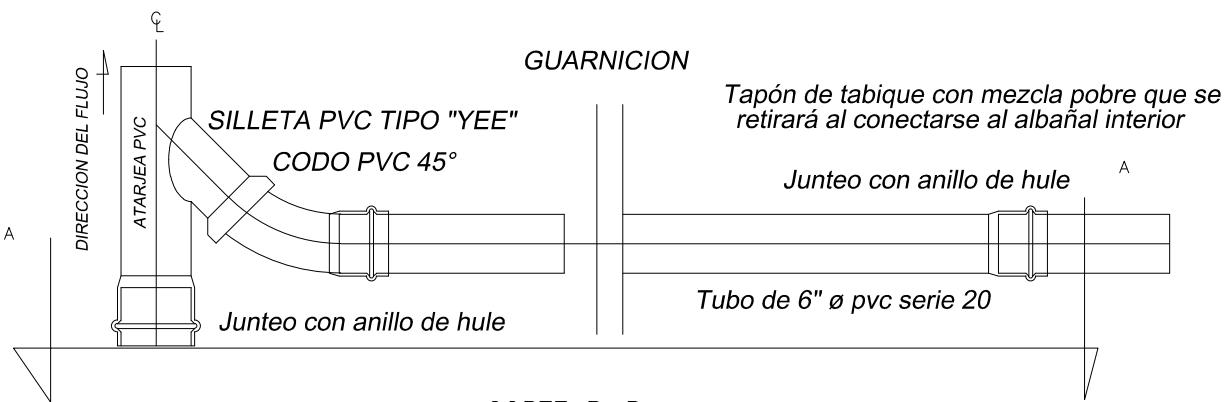 ℄
GUARNICION
DIRECCION DEL FLUJO
ATARJEA PVC
SILLETA PVC TIPO "YEE"
CODO PVC 45°
Tapón de tabique con mezcla pobre que se
retirará al conectarse al albañal interior
Junteo con anillo de hule
A
A
Tubo de 6" ø pvc serie 20
Junteo con anillo de hule